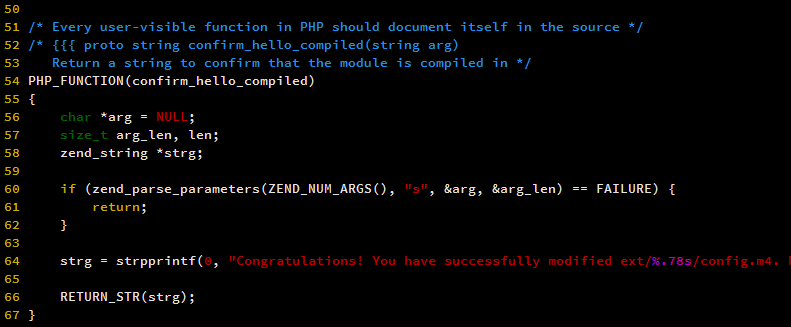 50
51 /* Every user-visible function in PHP should document itself in the source */
52 /* {{{ proto string confirm_hello_compiled(string arg)
53    Return a string to confirm that the module is compiled in */
54 PHP_FUNCTION(confirm_hello_compiled)
55 {
56     char *arg = NULL;
57     size_t arg_len, len;
58     zend_string *strg;
59
60     if (zend_parse_parameters(ZEND_NUM_ARGS(), "s", &arg, &arg_len) == FAILURE) {
61         return;
62     }
63
64     strg = strpprintf(0, "Congratulations! You have successfully modified ext/%.78s/config.m4.
65
66     RETURN_STR(strg);
67 }